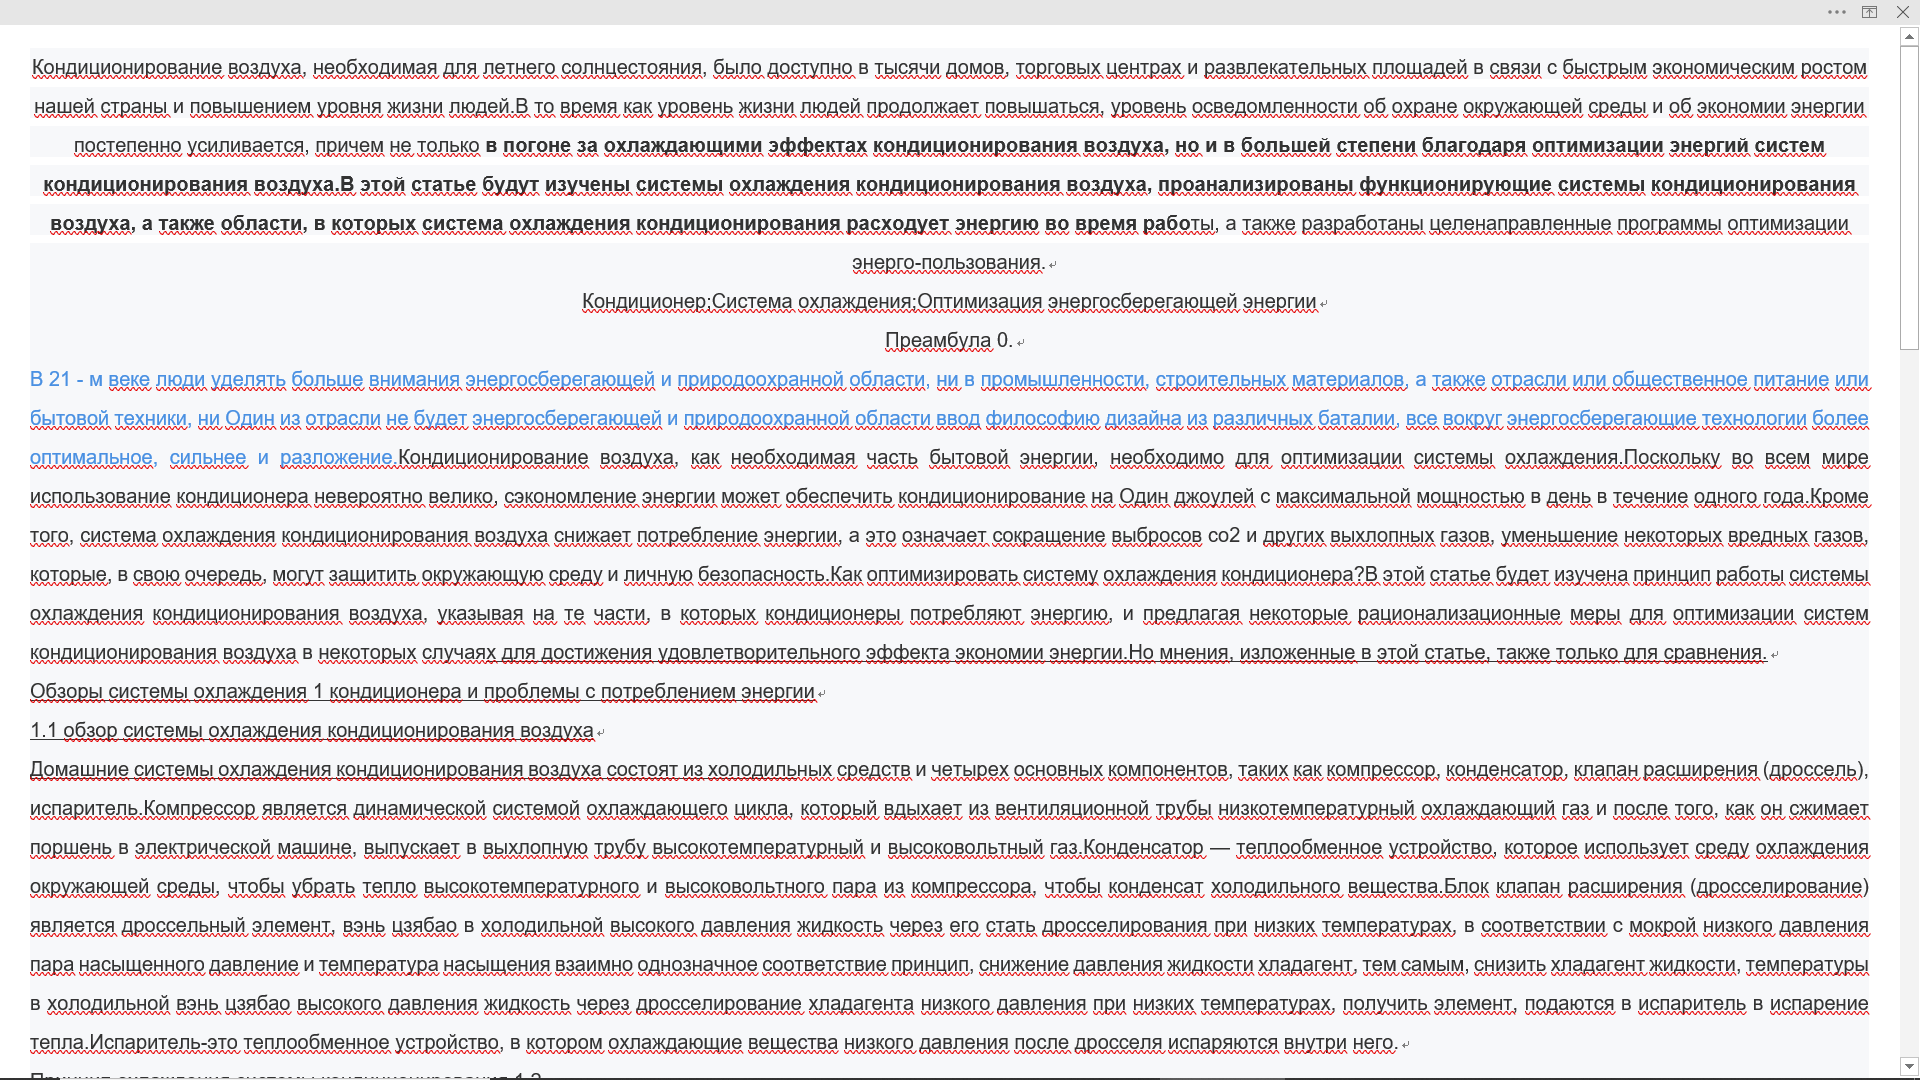 Кондиционирование воздуха, необходимая для летнего солнцестояния, было доступно в тысячи домов, торговых центрах и развлекательных площадей в связи с быстрым экономическим ростом
нашей страны и повышением уровня жизни людей.В то время как уровень жизни людей продолжает повышаться, уровень осведомленности об охране окружающей среды и об экономии энергии
постепенно усиливается, причем не только в погоне за охлаждающими эффектах кондиционирования воздуха, но и в большей степени благодаря оптимизации энергий систем
кондиционирования воздуха.В этой статье будут изучены системы охлаждения кондиционирования воздуха, проанализированы функционирующие системы кондиционирования
воздуха, а также области, в которых система охлаждения кондиционирования расходует энергию во время работы, а также разработаны целенаправленные программы оптимизации
энерго-пользования.
Кондиционер;Система охлаждения;Оптимизация энергосберегающей энергии
Преамбула 0.
В 21 - м веке люди уделять больше внимания энергосберегающей и природоохранной области, ни в промышленности, строительных материалов, а также отрасли или общественное питание или
бытовой техники, ни Один из отрасли не будет энергосберегающей и природоохранной области ввод философию дизайна из различных баталии, все вокруг энергосберегающие технологии более
оптимальное, сильнее и разложение.Кондиционирование воздуха, как необходимая часть бытовой энергии, необходимо для оптимизации системы охлаждения.Поскольку во всем мире
использование кондиционера невероятно велико, сэкономление энергии может обеспечить кондиционирование на Один джоулей с максимальной мощностью в день в течение одного года.Кроме
того, система охлаждения кондиционирования воздуха снижает потребление энергии, а это означает сокращение выбросов co2 и других выхлопных газов, уменьшение некоторых вредных газов,
которые, в свою очередь, могут защитить окружающую среду и личную безопасность.Как оптимизировать систему охлаждения кондиционера?В этой статье будет изучена принцип работы системы
охлаждения кондиционирования воздуха, указывая на те части, в которых кондиционеры потребляют энергию, и предлагая некоторые рационализационные меры для оптимизации систем
кондиционирования воздуха в некоторых случаях для достижения удовлетворительного эффекта экономии энергии.Но мнения, изложенные в этой статье, также только для сравнения.
Обзоры системы охлаждения 1 кондиционера и проблемы с потреблением энергии
1.1 обзор системы охлаждения кондиционирования воздуха
Домашние системы охлаждения кондиционирования воздуха состоят из холодильных средств и четырех основных компонентов, таких как компрессор, конденсатор, клапан расширения (дроссель),
испаритель.Компрессор является динамической системой охлаждающего цикла, который вдыхает из вентиляционной трубы низкотемпературный охлаждающий газ и после того, как он сжимает
поршень в электрической машине, выпускает в выхлопную трубу высокотемпературный и высоковольтный газ.Конденсатор — теплообменное устройство, которое использует среду охлаждения
окружающей среды, чтобы убрать тепло высокотемпературного и высоковольтного пара из компрессора, чтобы конденсат холодильного вещества.Блок клапан расширения (дросселирование)
является дроссельный элемент, вэнь цзябао в холодильной высокого давления жидкость через его стать дросселирования при низких температурах, в соответствии с мокрой низкого давления
пара насыщенного давление и температура насыщения взаимно однозначное соответствие принцип, снижение давления жидкости хладагент, тем самым, снизить хладагент жидкости, температуры
в холодильной вэнь цзябао высокого давления жидкость через дросселирование хладагента низкого давления при низких температурах, получить элемент, подаются в испаритель в испарение
тепла.Испаритель-это теплообменное устройство, в котором охлаждающие вещества низкого давления после дросселя испаряются внутри него.